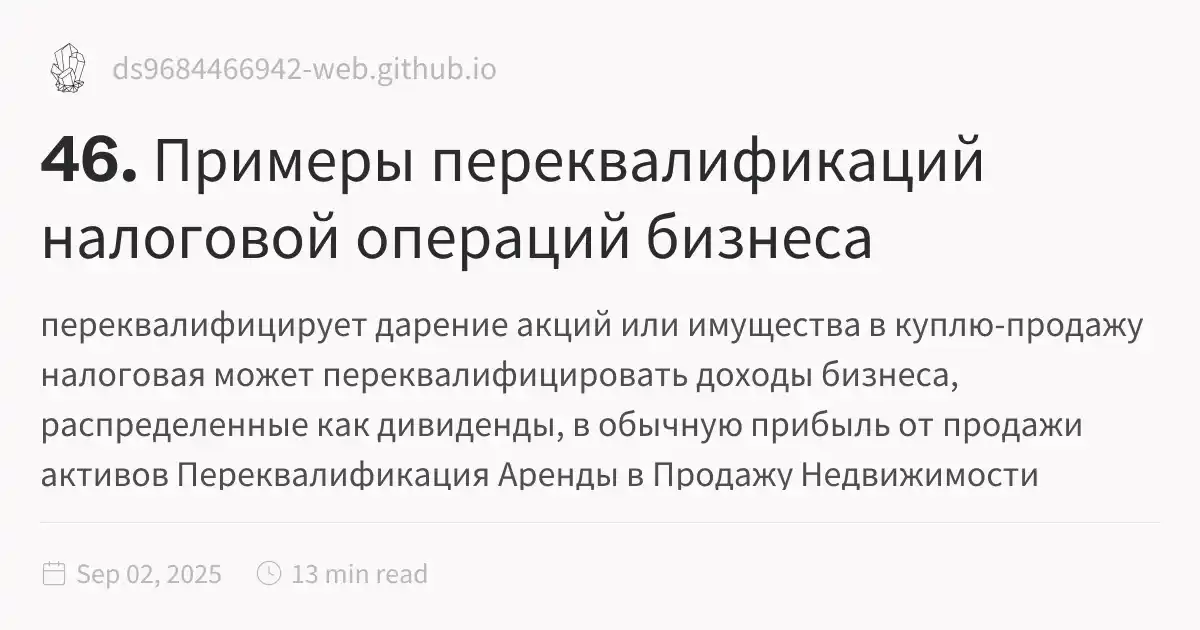 ds9684466942-web.github.io
46. Примеры переквалификаций
налоговой операций бизнеса
переквалифицирует дарение акций или имущества в куплю-продажу
налоговая может переквалифицировать доходы бизнеса,
распределенные как дивиденды, в обычную прибыль от продажи
активов Переквалификация Аренды в Продажу Недвижимости
Sep 02, 2025 13 min read